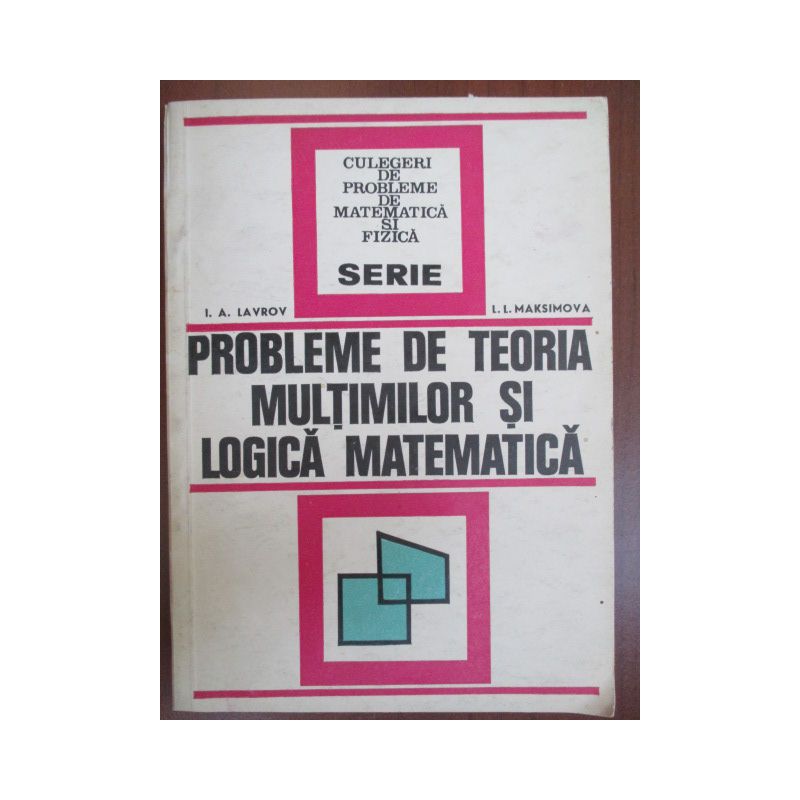 CULEGERI
DE
PROBLEME
DE
MATEMATICĂ
ȘI
FIZICĂ
SERIE
I. A. LAVROV
L. L. MAKSIMOVA
PROBLEME DE TEORIA
MULȚIMILOR ȘI
LOGICĂ MATEMATICĂ